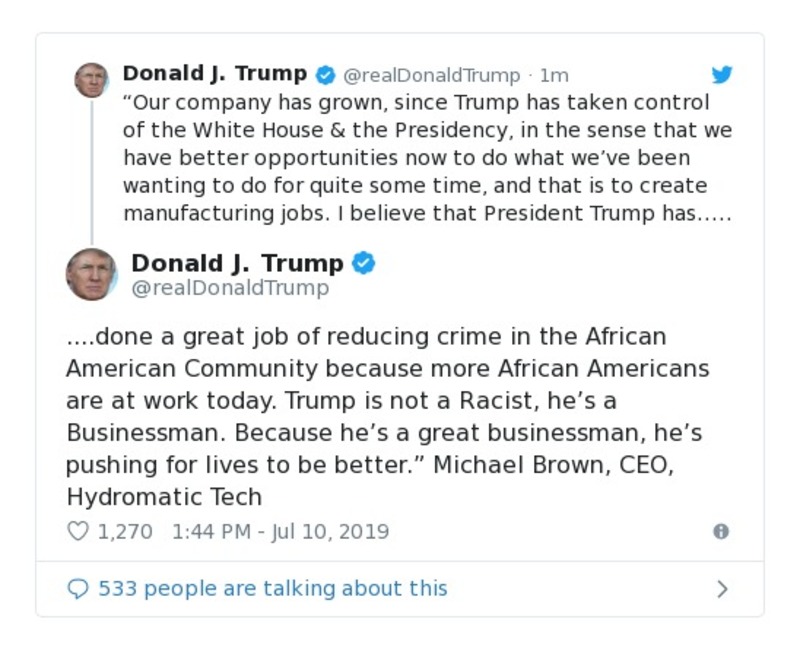 Donald J. Trump @realDonaldTrump · 1m
“Our company has grown, since Trump has taken control
of the White House & the Presidency, in the sense that we
have better opportunities now to do what we’ve been
wanting to do for quite some time, and that is to create
manufacturing jobs. I believe that President Trump has.....
Donald J. Trump
@realDonaldTrump
....done a great job of reducing crime in the African
American Community because more African Americans
are at work today. Trump is not a Racist, he’s a
Businessman. Because he’s a great businessman, he’s
pushing for lives to be better.” Michael Brown, CEO,
Hydromatic Tech
1,270 1:44 PM - Jul 10, 2019
533 people are talking about this